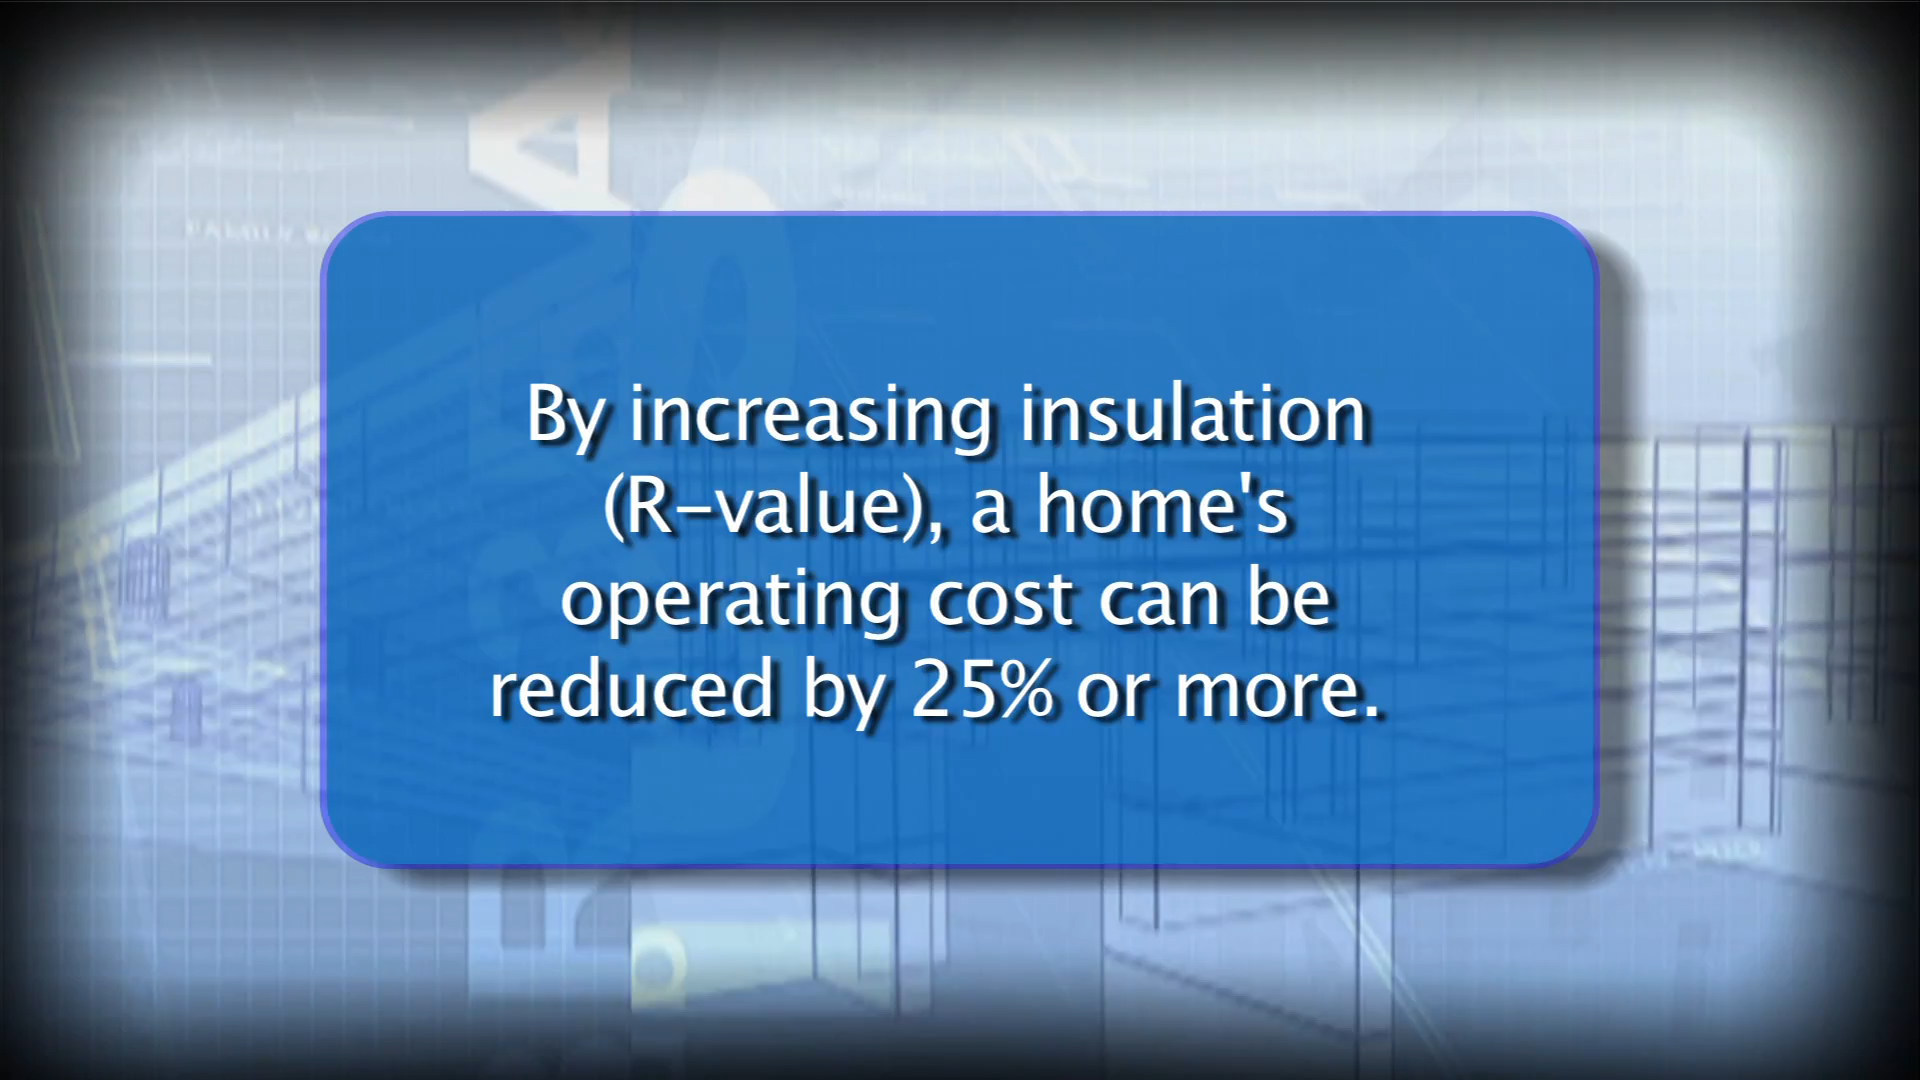 By increasing insulation
(R-value), a home's
operating cost can be
reduced by 25% or more.